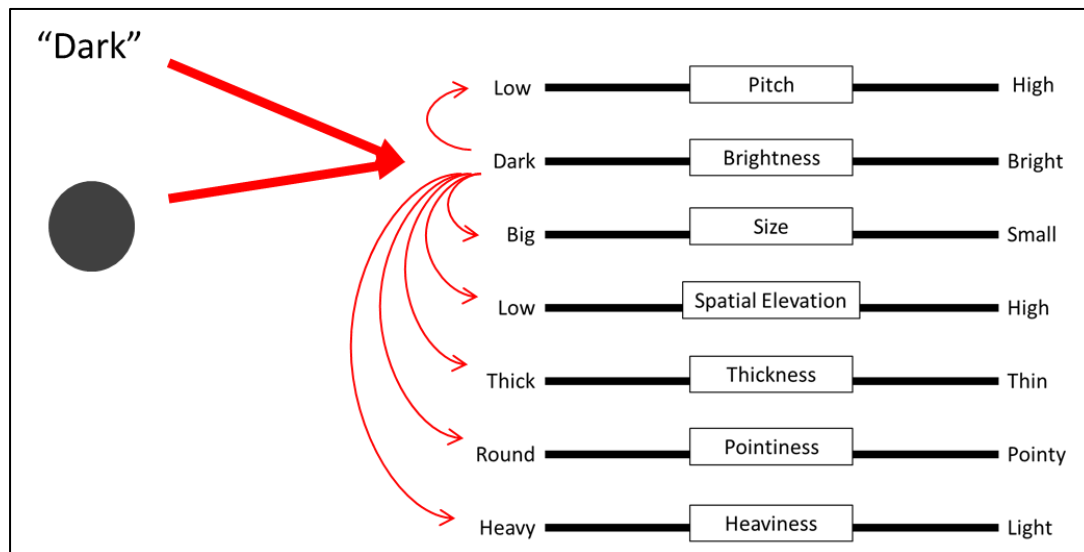 “Dark”
Low Pitch High
Dark Brightness Bright
Big Size Small
Low Spatial Elevation High
Thick Thickness Thin
Round Pointiness Pointy
Heavy Heaviness Light